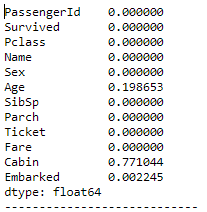 PassengerId 0.000000
Survived 0.000000
Pclass 0.000000
Name 0.000000
Sex 0.000000
Age 0.198653
SibSp 0.000000
Parch 0.000000
Ticket 0.000000
Fare 0.000000
Cabin 0.771044
Embarked 0.002245
dtype: float64
----------------------------